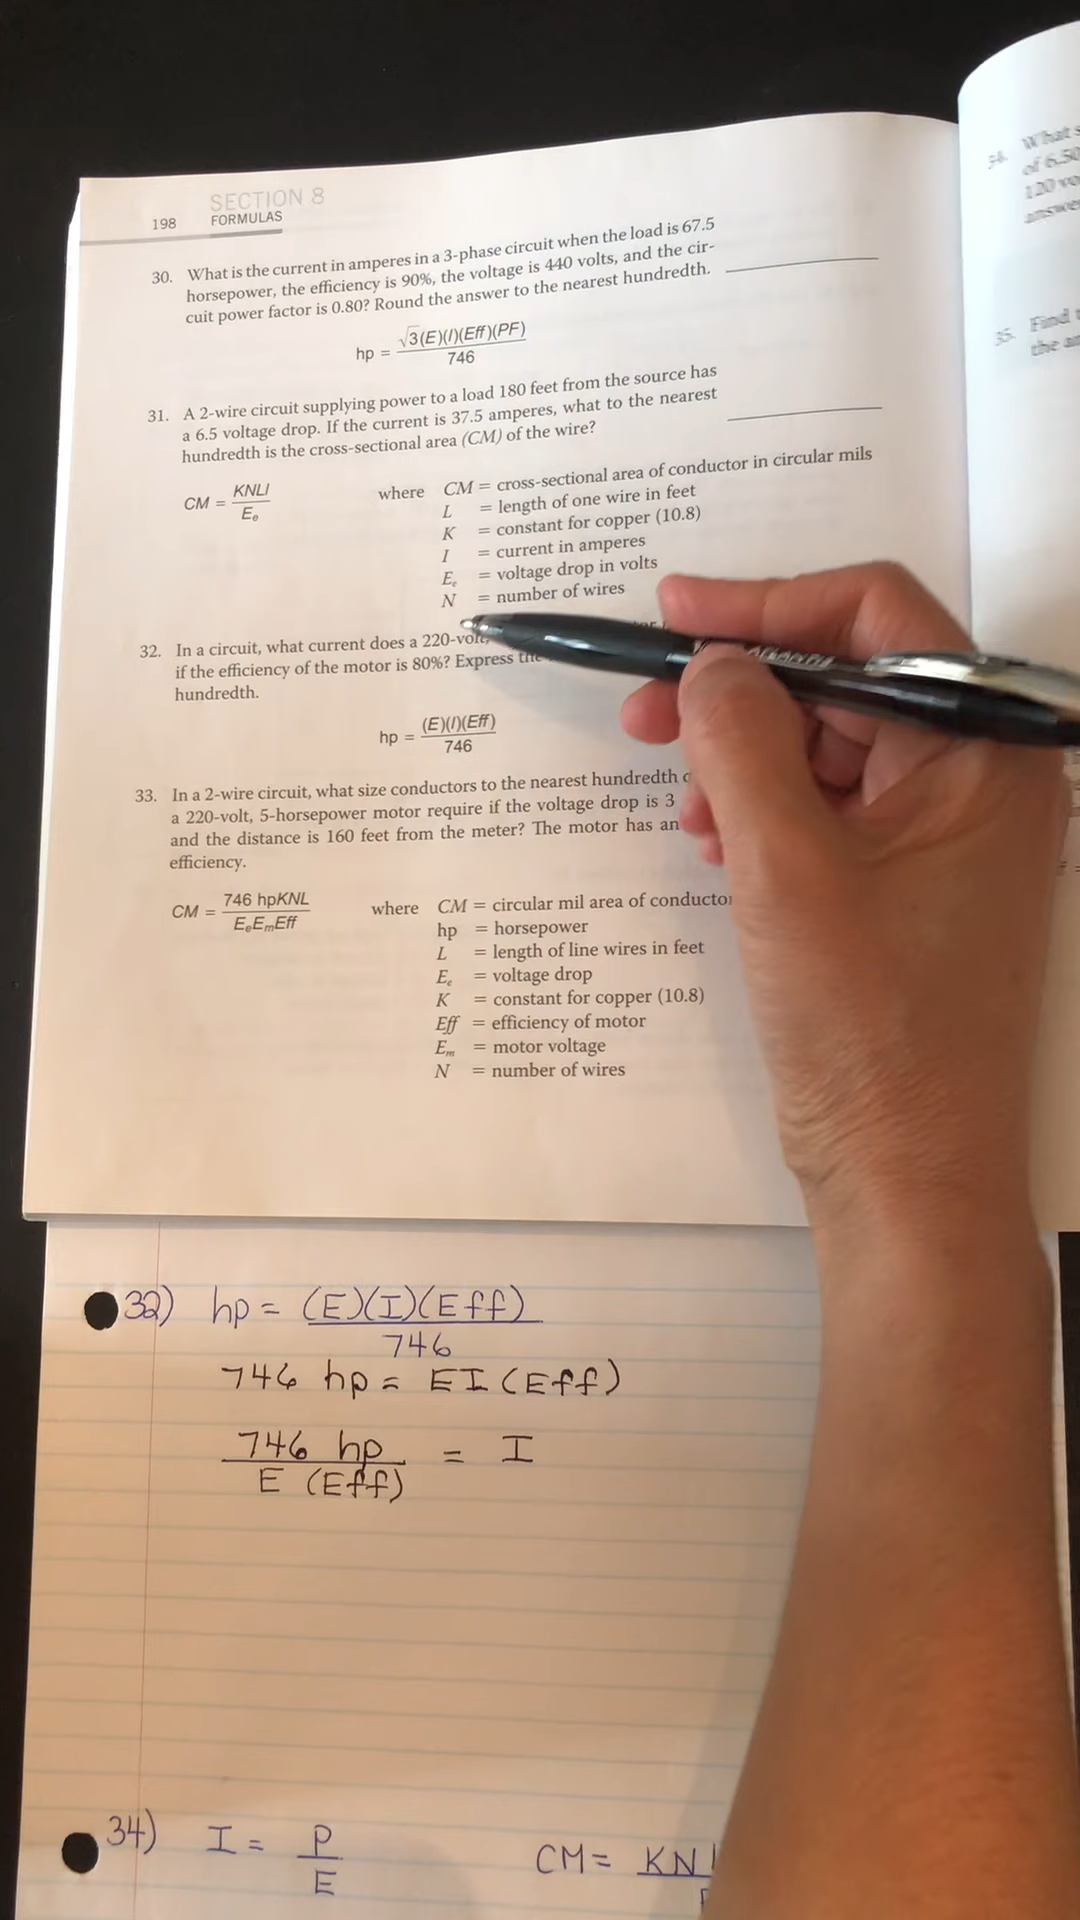 SECTION 8
198 FORMULAS
30. What is the current in amperes in a 3-phase circuit when the load is 67.5
horsepower, the efficiency is 90%, the voltage is 440 volts, and the cir-
cuit power factor is 0.80? Round the answer to the nearest hundredth.
hp = √3(E)(I)(Eff)(PF)
746
31. A 2-wire circuit supplying power to a load 180 feet from the source has
a 6.5 voltage drop. If the current is 37.5 amperes, what to the nearest
hundredth is the cross-sectional area (CM) of the wire?
CM = KNLI
Ee
where CM = cross-sectional area of conductor in circular mils
L = length of one wire in feet
K = constant for copper (10.8)
I = current in amperes
Ee = voltage drop in volts
N = number of wires
32. In a circuit, what current does a 220-volt,
if the efficiency of the motor is 80%? Express the
hundredth.
hp = (E)(I)(Eff)
746
33. In a 2-wire circuit, what size conductors to the nearest hundredth
a 220-volt, 5-horsepower motor require if the voltage drop is 3
and the distance is 160 feet from the meter? The motor has an
efficiency.
CM = 746 hpKNL
EeEmEff
where CM = circular mil area of conductor
hp = horsepower
L = length of line wires in feet
Ee = voltage drop
K = constant for copper (10.8)
Eff = efficiency of motor
Em = motor voltage
N = number of wires
34. What
of 6.50
120
35. Find
the
32) hp = (E)(I)(Eff)
746
746 hp = EI (Eff)
746 hp = I
E (Eff)
34) I = P
E
CM = KN